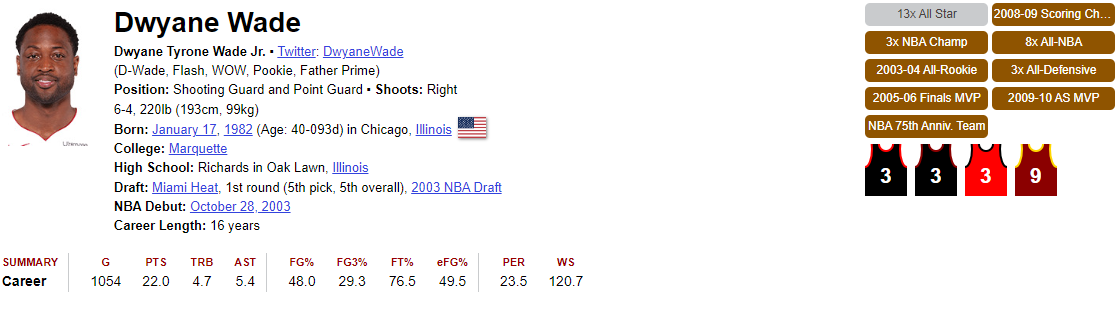 Dwyane Wade
Dwyane Tyrone Wade Jr. ▪ Twitter: DwyaneWade
(D-Wade, Flash, WOW, Pookie, Father Prime)
Position: Shooting Guard and Point Guard ▪ Shoots: Right
6-4, 220lb (193cm, 99kg)
Born: January 17, 1982 (Age: 40-093d) in Chicago, Illinois
College: Marquette
High School: Richards in Oak Lawn, Illinois
Draft: Miami Heat, 1st round (5th pick, 5th overall), 2003 NBA Draft
NBA Debut: October 28, 2003
Career Length: 16 years
13x All Star 2008-09 Scoring Ch...
3x NBA Champ 8x All-NBA
2003-04 All-Rookie 3x All-Defensive
2005-06 Finals MVP 2009-10 AS MVP
NBA 75th Anniv. Team
3 3 3 9
SUMMARY G PTS TRB AST FG% FG3% FT% eFG% PER WS
Career 1054 22.0 4.7 5.4 48.0 29.3 76.5 49.5 23.5 120.7